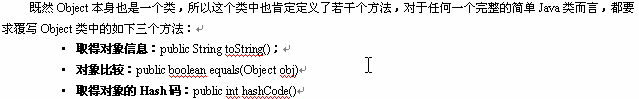 既然 Object 本身也是一个类，所以这个类中也肯定定义了若干个方法，对于任何一个完整的简单 Java 类而言，都要
求覆写 Object 类中的如下三个方法：
• 取得对象信息：public String toString()；
• 对象比较：public boolean equals(Object obj)
• 取得对象的 Hash 码：public int hashCode()